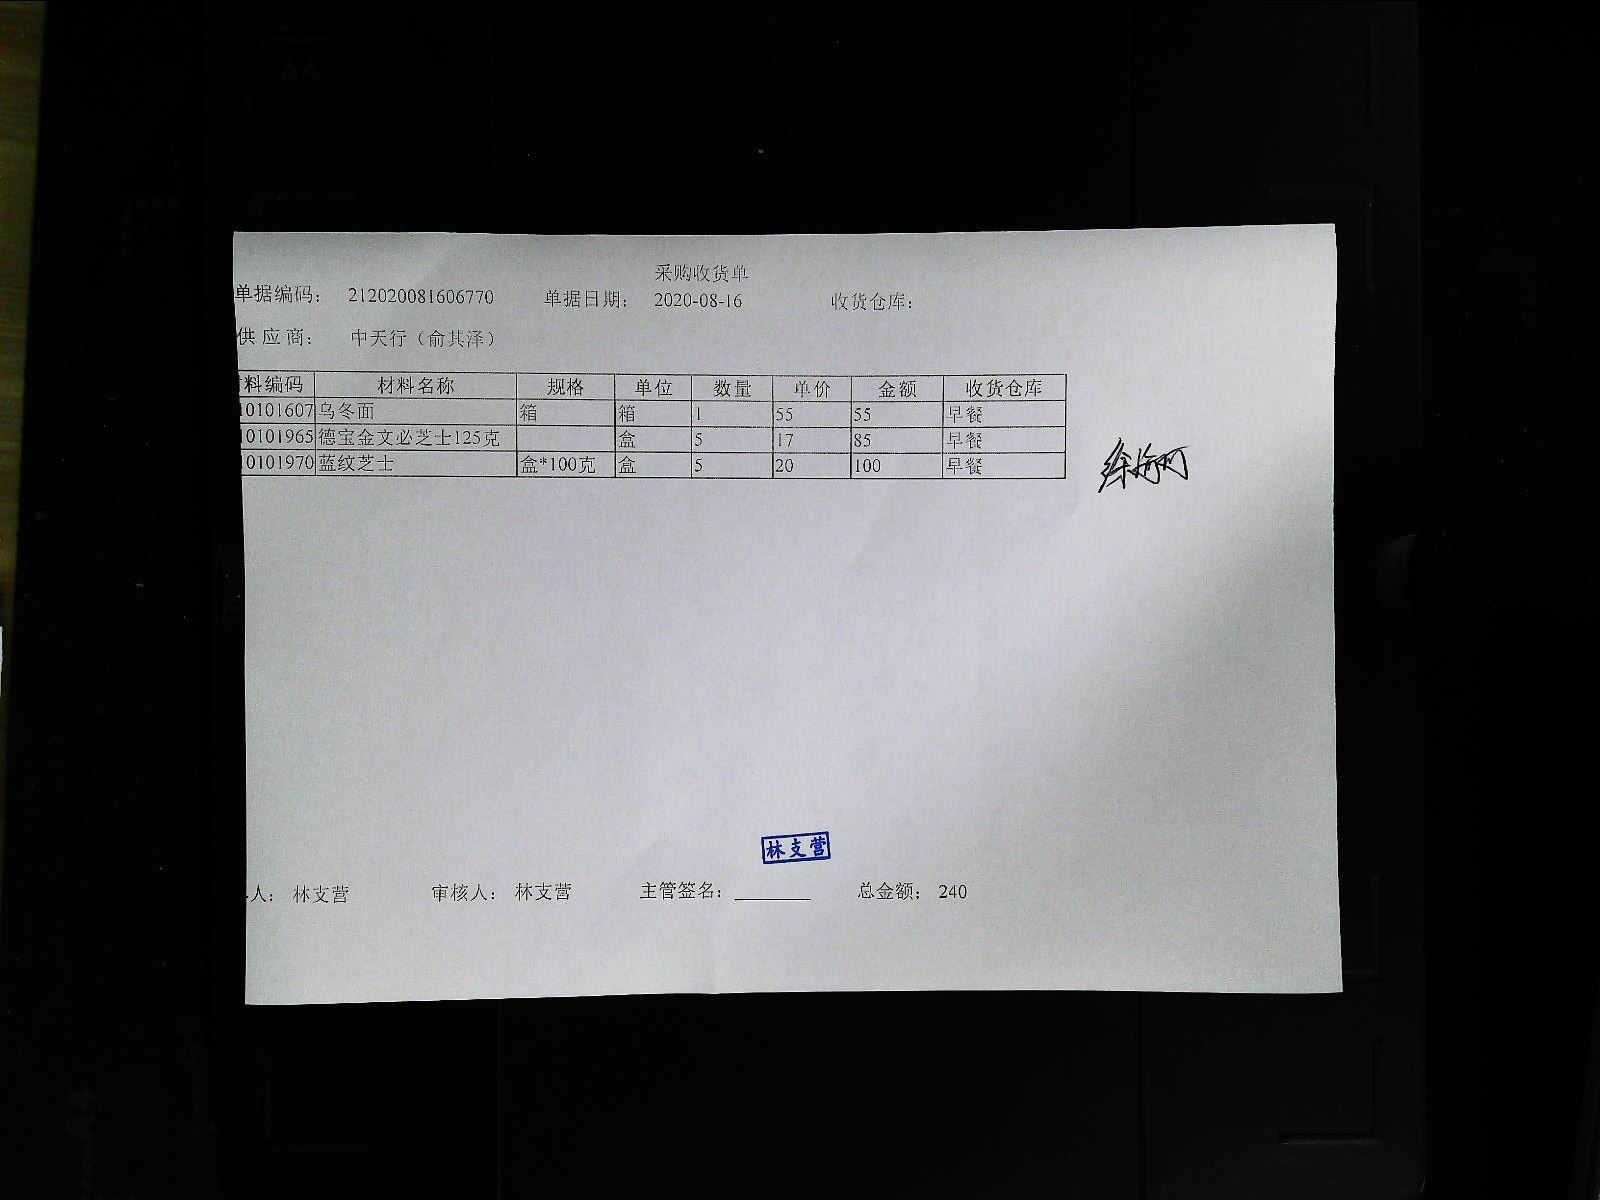 采购收货单
单据编码： 212020081606770 单据日期： 2020-08-16 收货仓库：
供应商： 中天行（俞其泽）
料编码 材料名称 规格 单位 数量 单价 金额 收货仓库
10101607 乌冬面 箱 箱 1 55 55 早餐
10101965 德宝金文必芝士125克 盒 5 17 85 早餐
10101970 蓝纹芝士 盒*100克 盒 5 20 100 早餐
林支营
人： 林支营 审核人： 林支营 主管签名： 总金额： 240